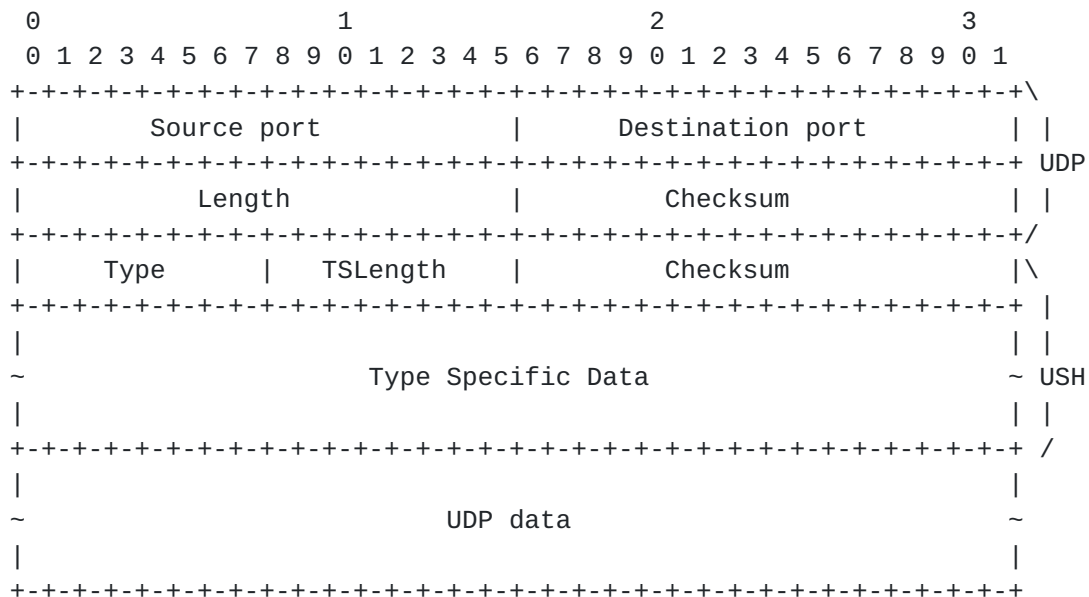 0                   1                   2                   3
 0 1 2 3 4 5 6 7 8 9 0 1 2 3 4 5 6 7 8 9 0 1 2 3 4 5 6 7 8 9 0 1
+-+-+-+-+-+-+-+-+-+-+-+-+-+-+-+-+-+-+-+-+-+-+-+-+-+-+-+-+-+-+-+-+\
|        Source port            |      Destination port         | |
+-+-+-+-+-+-+-+-+-+-+-+-+-+-+-+-+-+-+-+-+-+-+-+-+-+-+-+-+-+-+-+-+ UDP
|           Length              |         Checksum              | |
+-+-+-+-+-+-+-+-+-+-+-+-+-+-+-+-+-+-+-+-+-+-+-+-+-+-+-+-+-+-+-+-+/
|     Type      |   TSLength    |         Checksum              |\
+-+-+-+-+-+-+-+-+-+-+-+-+-+-+-+-+-+-+-+-+-+-+-+-+-+-+-+-+-+-+-+-+ |
|                                                               | |
~                      Type Specific Data                       ~ USH
|                                                               | |
+-+-+-+-+-+-+-+-+-+-+-+-+-+-+-+-+-+-+-+-+-+-+-+-+-+-+-+-+-+-+-+-+ /
|                                                               |
~                           UDP data                            ~
|                                                               |
+-+-+-+-+-+-+-+-+-+-+-+-+-+-+-+-+-+-+-+-+-+-+-+-+-+-+-+-+-+-+-+-+